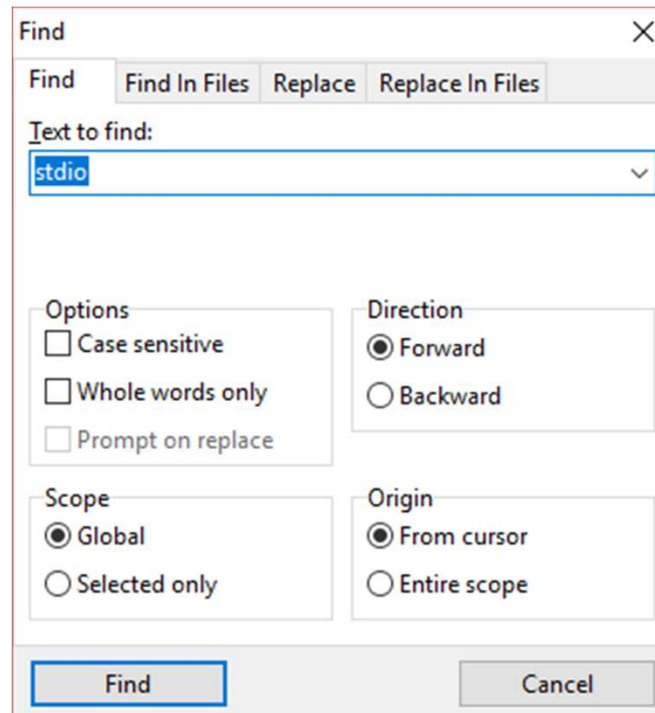 Find
Find Find In Files Replace Replace In Files
Text to find:
stdio
Options
Case sensitive
Whole words only
Prompt on replace
Direction
Forward
Backward
Scope
Global
Selected only
Origin
From cursor
Entire scope
Find Cancel